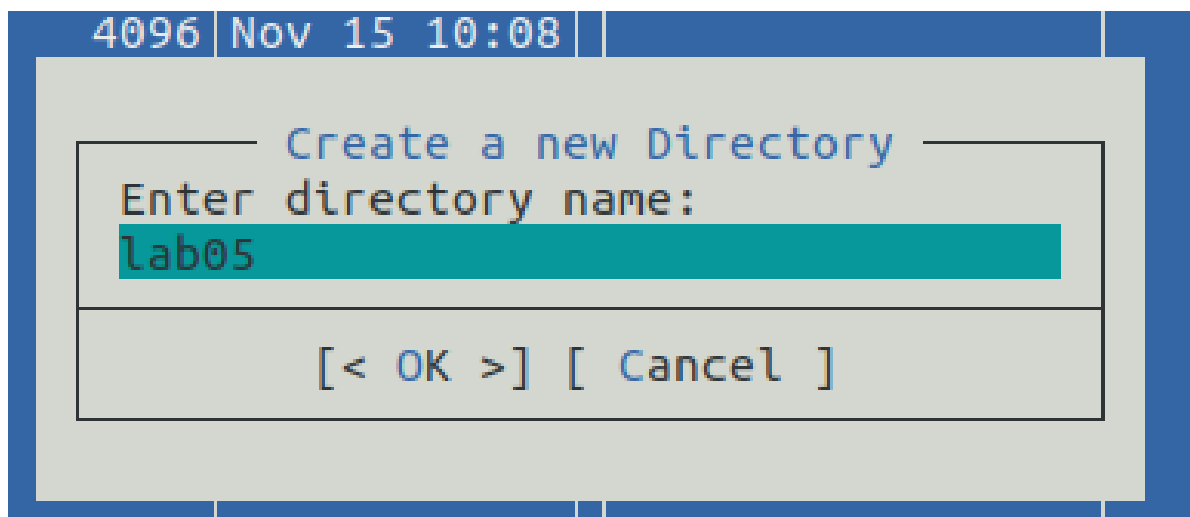 4096 Nov 15 10:08
Create a new Directory
Enter directory name:
lab05
[< OK >] [ Cancel ]